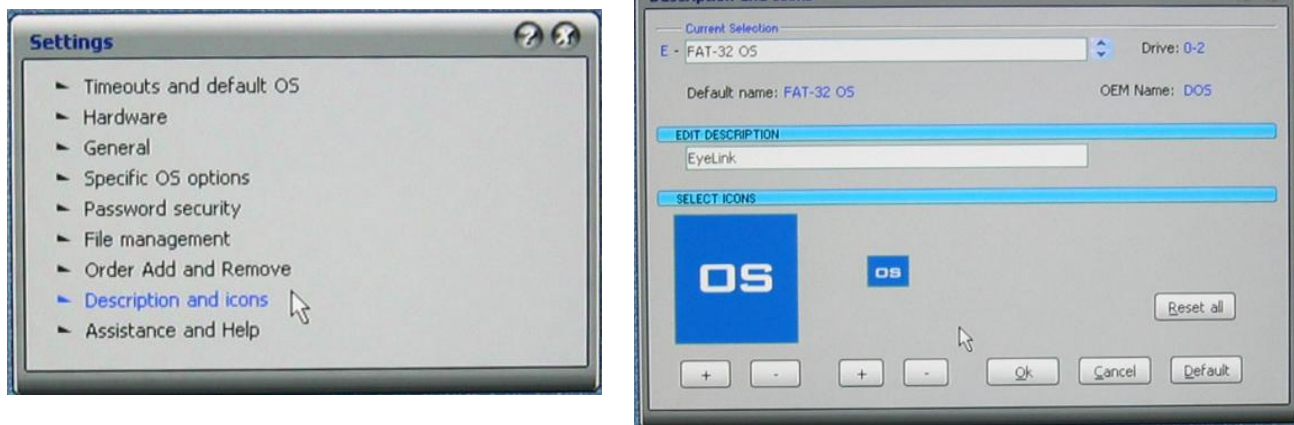 Settings
Timeouts and default OS
Hardware
General
Specific OS options
Password security
File management
Order Add and Remove
Description and icons
Assistance and Help
Current Selection
E - FAT-32 OS
Drive: 0-2
Default name: FAT-32 OS
OEM Name: DOS
EDIT DESCRIPTION
EyeLink
SELECT ICONS
OS
OS
Reset all
+ - + - Ok Cancel Default